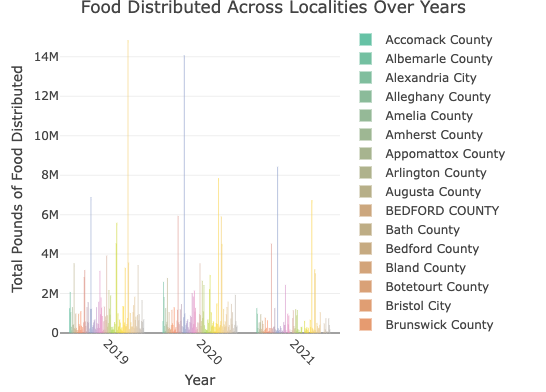 Food Distributed Across Localities Over Years
14M
12M
10M
8M
6M
4M
2M
0
Total Pounds of Food Distributed
2019
2020
2021
Year
Accomack County
Albemarle County
Alexandria City
Alleghany County
Amelia County
Amherst County
Appomattox County
Arlington County
Augusta County
BEDFORD COUNTY
Bath County
Bedford County
Bland County
Botetourt County
Bristol City
Brunswick County